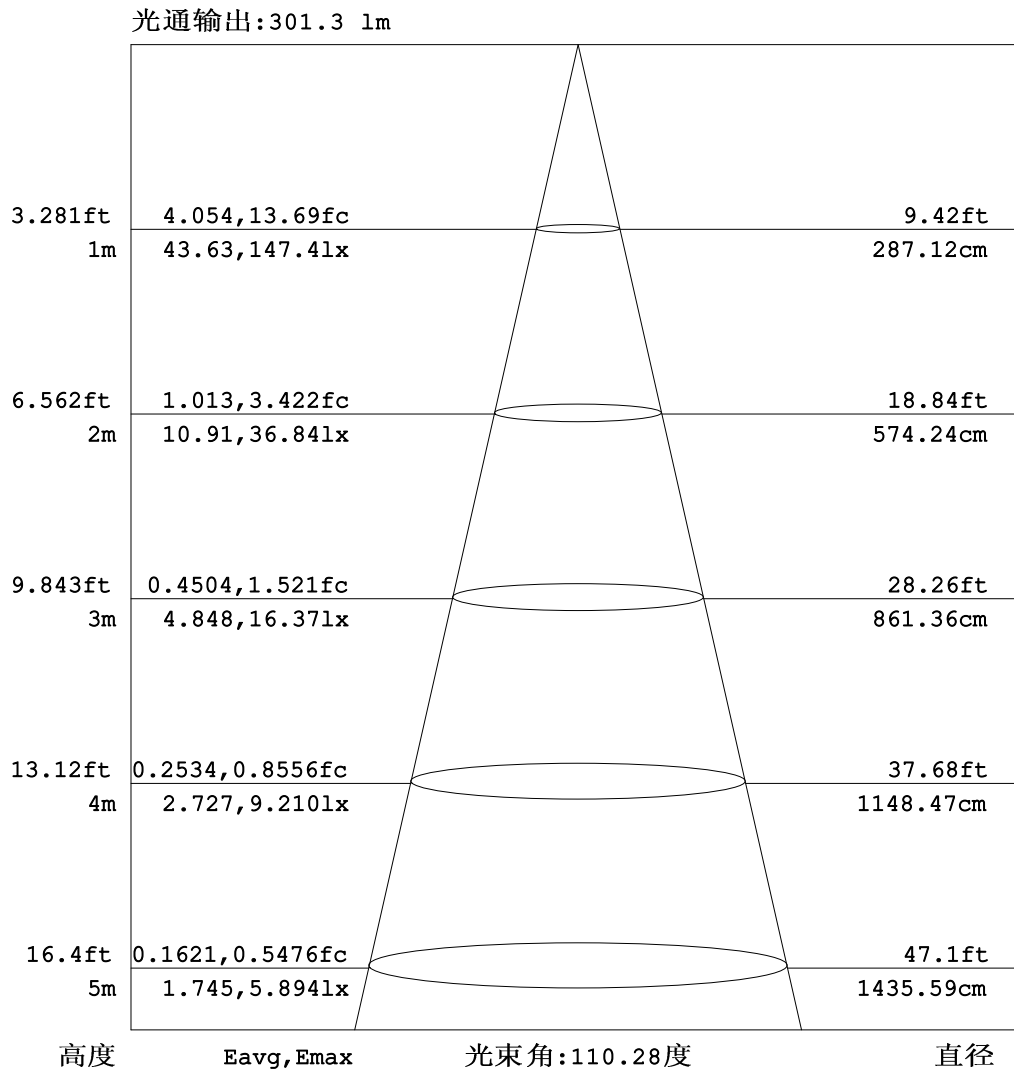 光通输出:301.3 lm
3.281ft 4.054,13.69fc 9.42ft
1m 43.63,147.4lx 287.12cm
6.562ft 1.013,3.422fc 18.84ft
2m 10.91,36.84lx 574.24cm
9.843ft 0.4504,1.521fc 28.26ft
3m 4.848,16.37lx 861.36cm
13.12ft 0.2534,0.8556fc 37.68ft
4m 2.727,9.210lx 1148.47cm
16.4ft 0.1621,0.5476fc 47.1ft
5m 1.745,5.894lx 1435.59cm
高度 Eavg,Emax 光束角:110.28度 直径